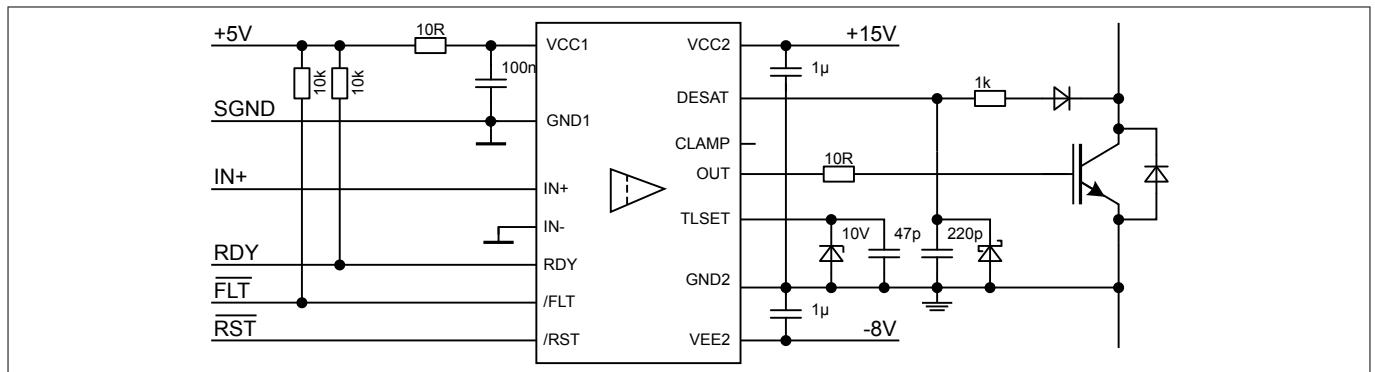 +5V
10R
10k
10k
100n
SGND
IN+
RDY
FLT
RST
VCC1
GND1
IN+
IN-
RDY
/FLT
/RST
VCC2
DESAT
CLAMP
OUT
TLSET
GND2
VEE2
+15V
1µ
1k
10R
10V
47p
220p
1µ
-8V